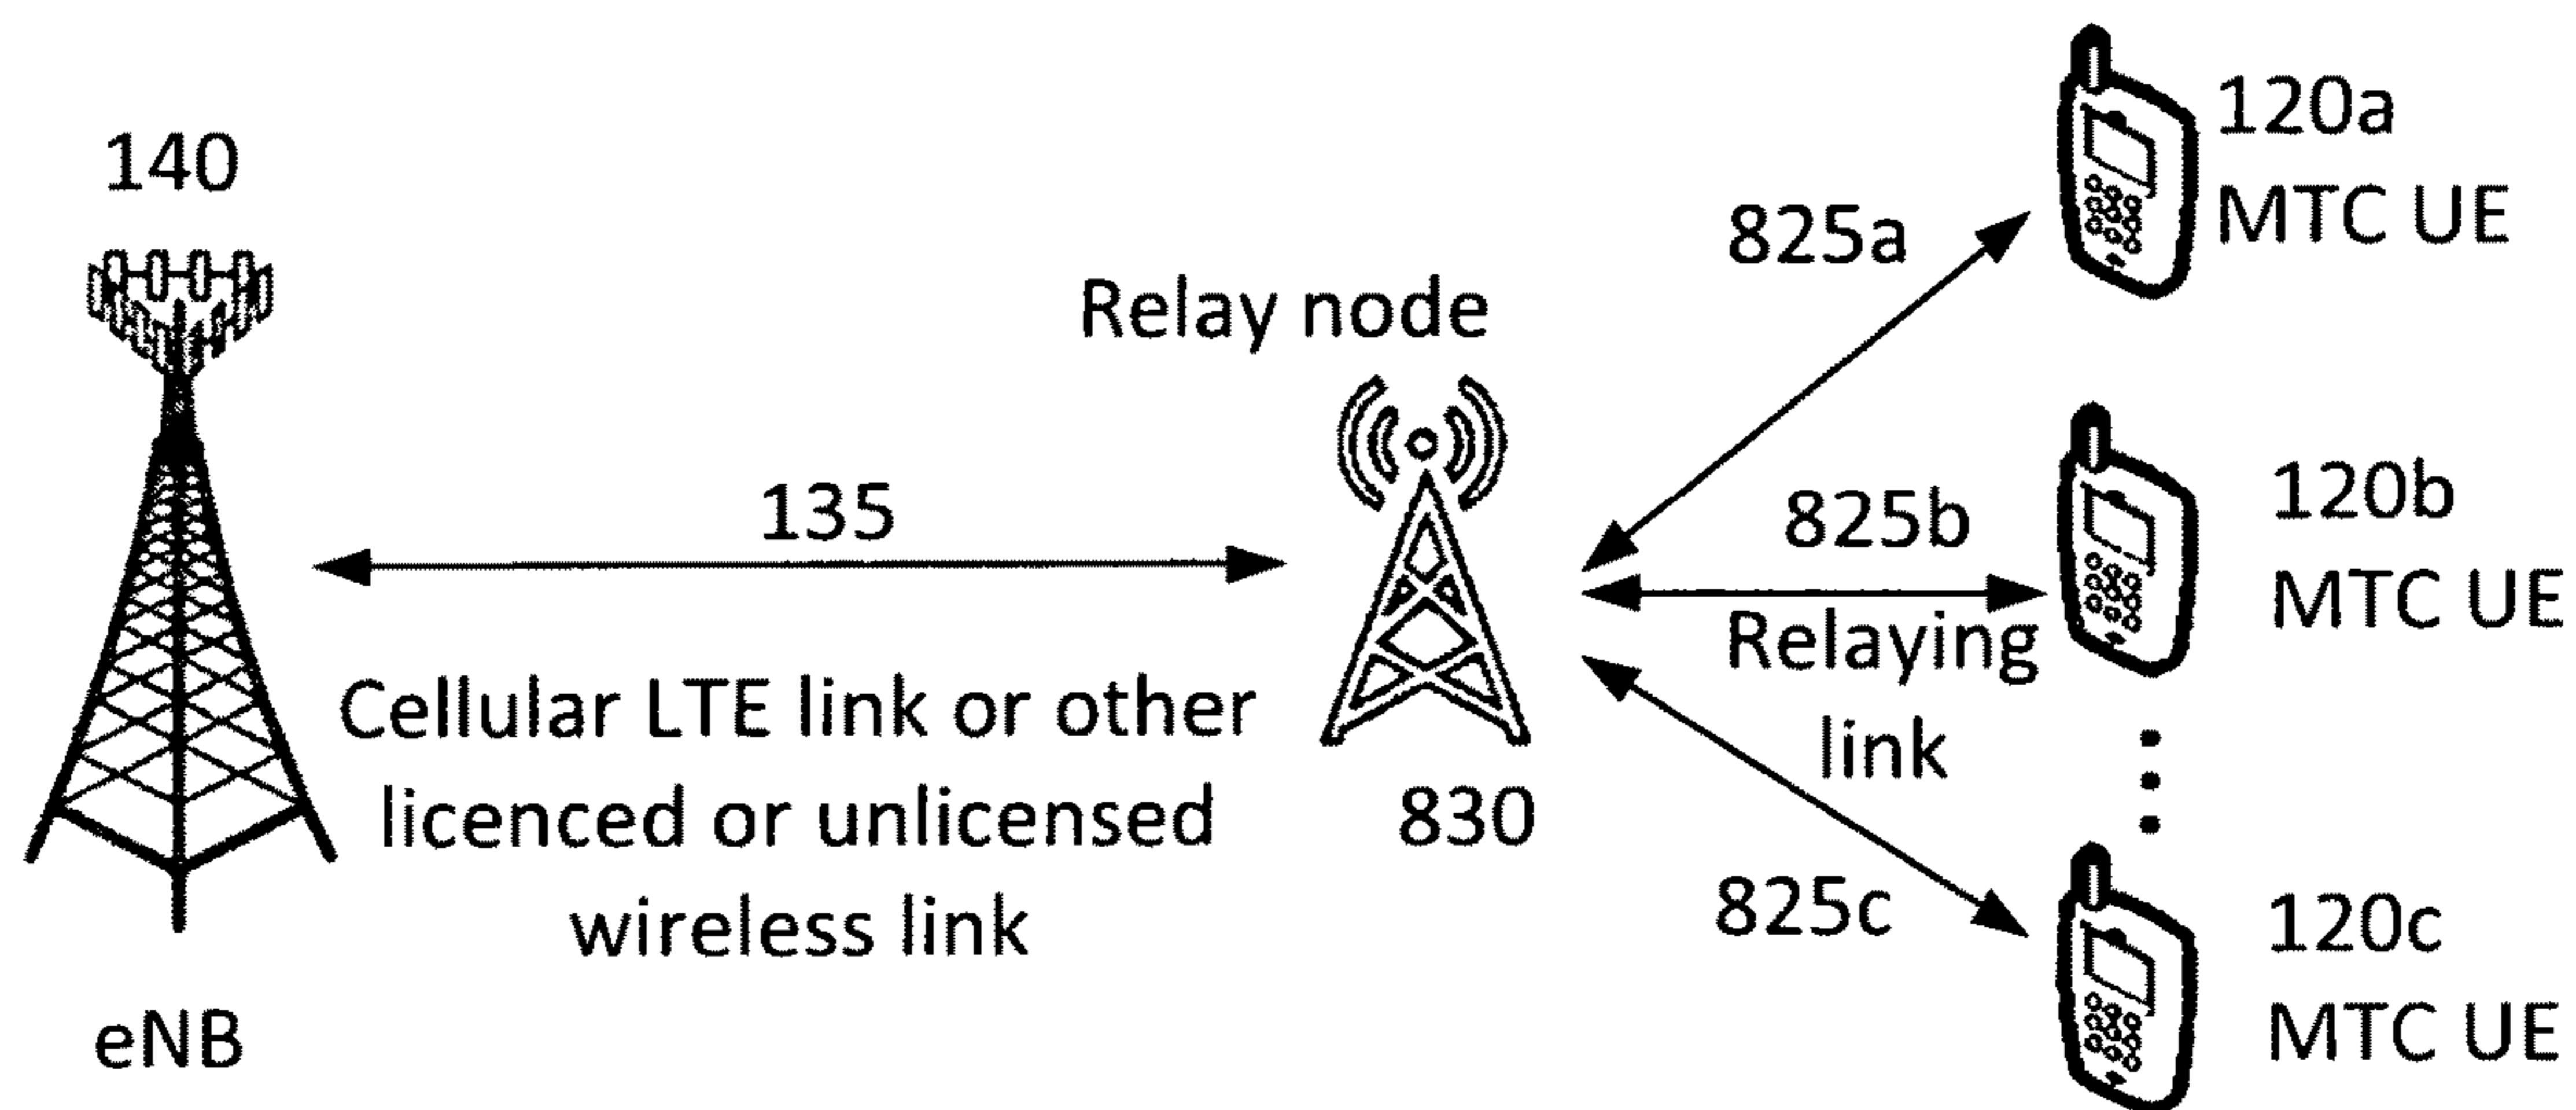 140
eNB
135
Cellular LTE link or other
licenced or unlicensed
wireless link
Relay node
830
825a
825b
Relaying
link
825c
120a
MTC UE
120b
MTC UE
120c
MTC UE